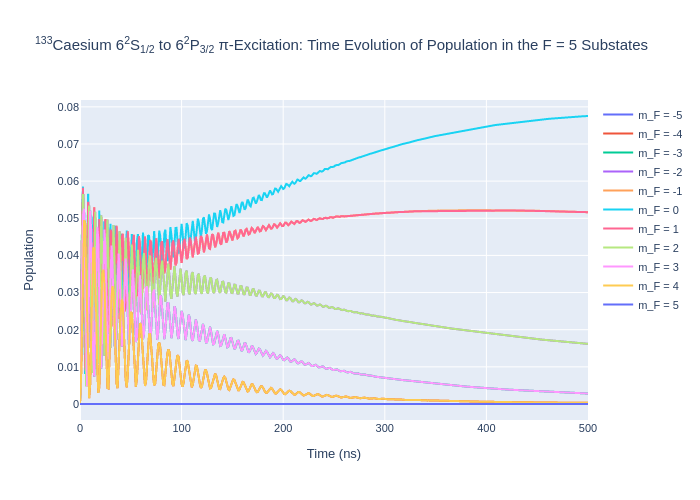 ¹³³Caesium 6²S₁/₂ to 6²P₃/₂ π-Excitation: Time Evolution of Population in the F = 5 Substates
0.08
0.07
0.06
0.05
0.04
0.03
0.02
0.01
0
Population
0 100 200 300 400 500
Time (ns)
m_F = -5
m_F = -4
m_F = -3
m_F = -2
m_F = -1
m_F = 0
m_F = 1
m_F = 2
m_F = 3
m_F = 4
m_F = 5